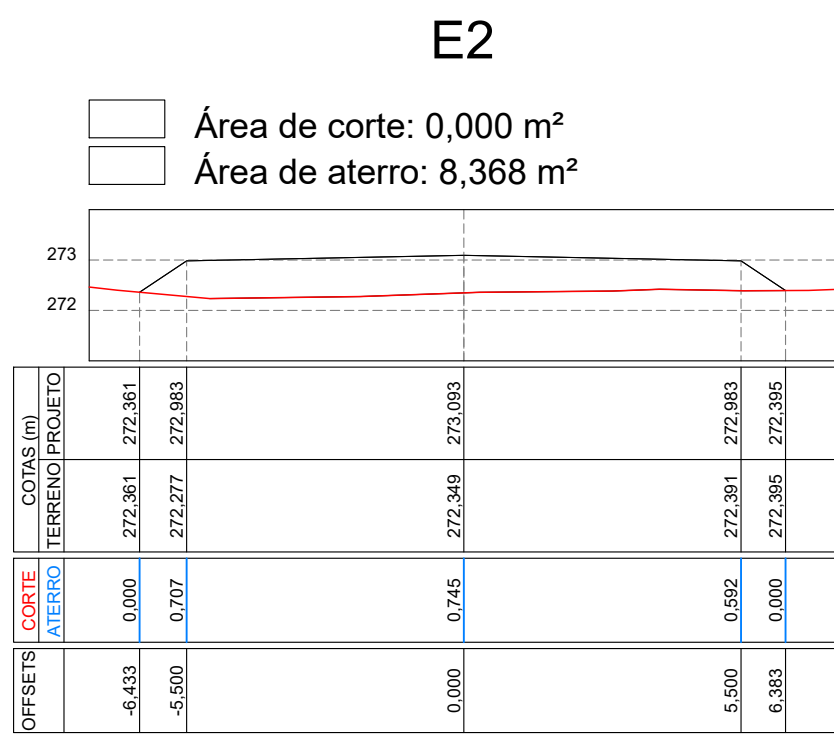 E2
Área de corte: 0,000 m²
Área de aterro: 8,368 m²
273
272
COTAS (m)
PROJETO
272,361
272,983
273,093
272,983
272,395
TERRENO
272,361
272,277
272,349
272,391
272,395
CORTE
ATERRO
0,000
0,707
0,745
0,592
0,000
OFFSETS
-6,433
-5,500
0,000
5,500
6,383